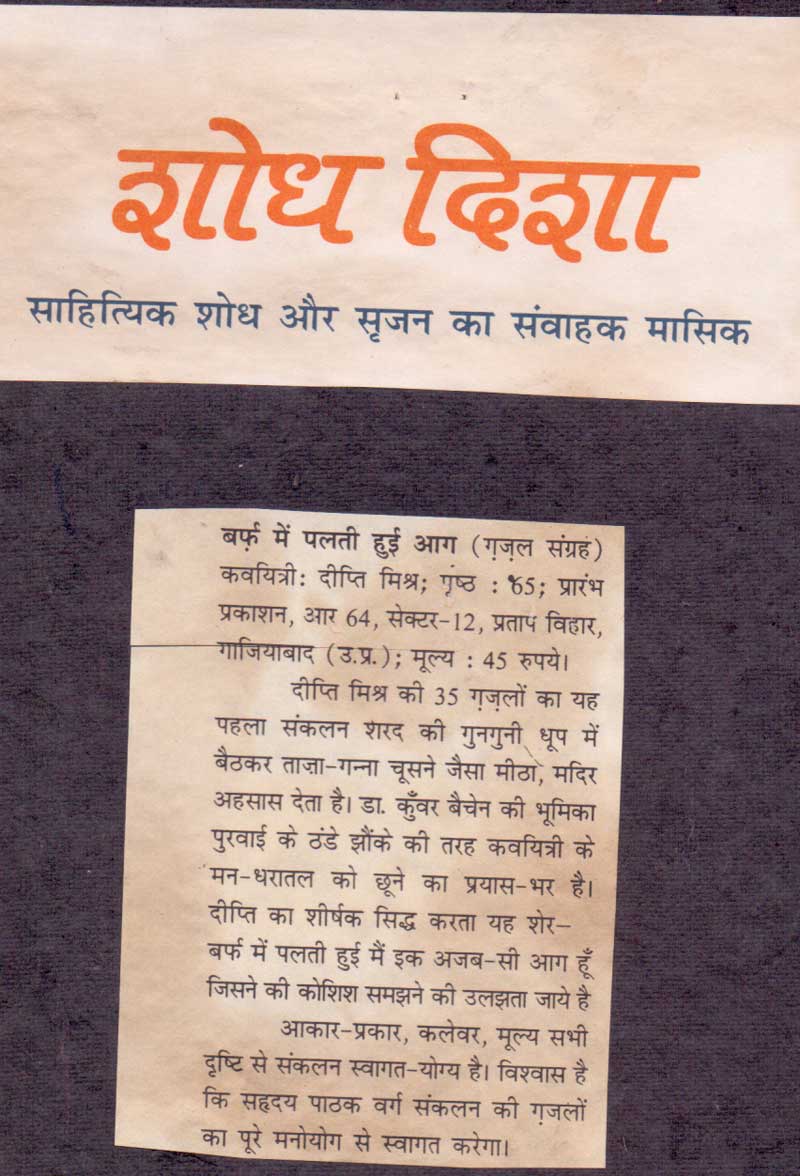 शोध दिशा
साहित्यिक शोध और सृजन का संवाहक मासिक
बर्फ़ में पलती हुई आग (ग़ज़ल संग्रह)
कवयित्री: दीप्ति मिश्र; पृष्ठ : 65; प्रारंभ
प्रकाशन, आर 64, सेक्टर-12, प्रताप विहार,
गाजियाबाद (उ.प्र.); मूल्य : 45 रुपये।
दीप्ति मिश्र की 35 ग़ज़लों का यह
पहला संकलन शरद की गुनगुनी धूप में
बैठकर ताज़ा-गन्ना चूसने जैसा मीठा, मदिर
अहसास देता है। डा. कुँवर बैचेन की भूमिका
पुरवाई के ठंडे झौंके की तरह कवयित्री के
मन-धरातल को छूने का प्रयास-भर है।
दीप्ति का शीर्षक सिद्ध करता यह शेर–
बर्फ में पलती हुई मैं इक अजब-सी आग हूँ
जिसने की कोशिश समझने की उलझता जाये है
आकार-प्रकार, कलेवर, मूल्य सभी
दृष्टि से संकलन स्वागत-योग्य है। विश्वास है
कि सहृदय पाठक वर्ग संकलन की ग़ज़लों
का पूरे मनोयोग से स्वागत करेगा।